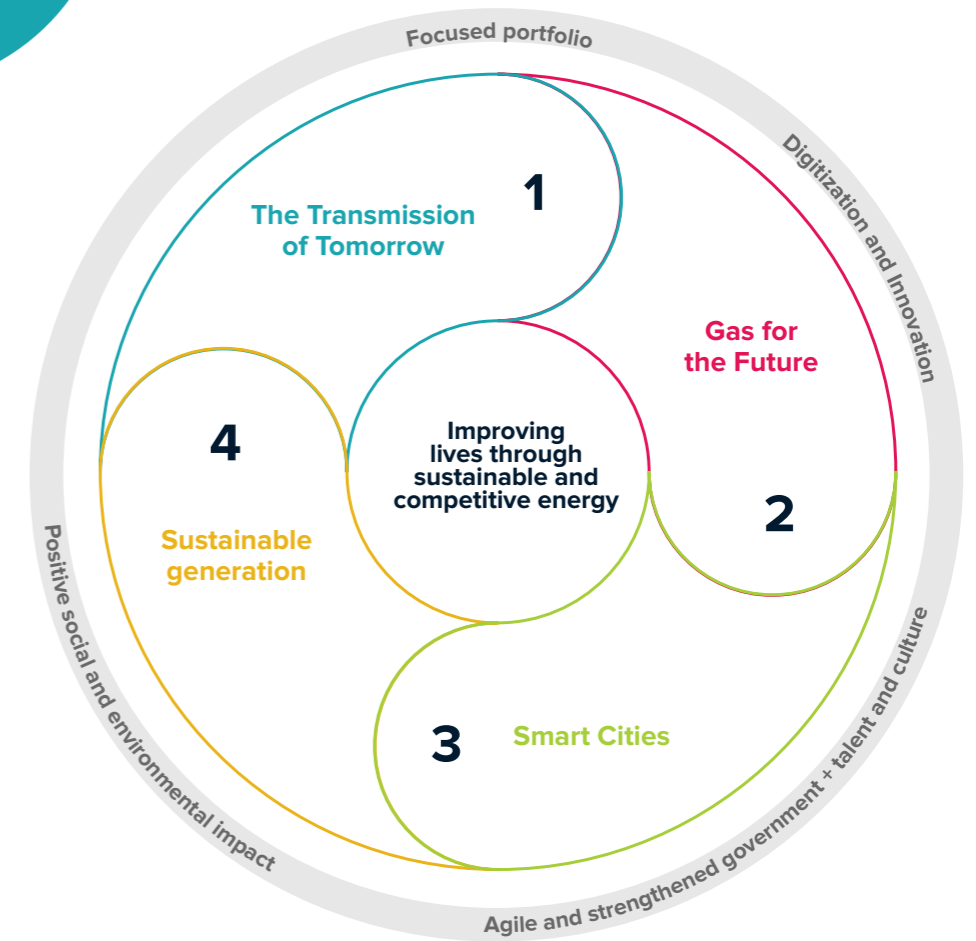 Focused portfolio
Digitization and Innovation
1
The Transmission
of Tomorrow
Gas for
the Future
2
Improving
lives through
sustainable and
competitive energy
4
Sustainable
generation
3
Smart Cities
Positive social and environmental impact
Agile and strengthened government + talent and culture